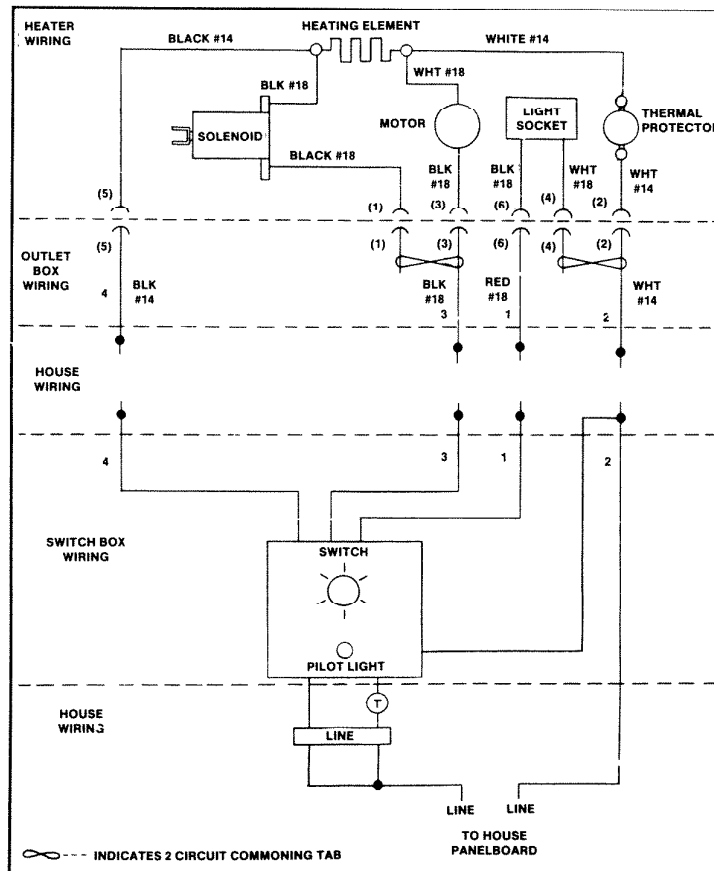 HEATER
WIRING
HEATING ELEMENT
BLACK #14
WHITE #14
BLK #18
WHT #18
SOLENOID
MOTOR
LIGHT
SOCKET
THERMAL
PROTECTOR
BLACK #18
BLK
#18
BLK
#18
WHT
#18
WHT
#14
(5)
(1)
(3)
(6)
(4)
(2)
(5)
(1)
(3)
(6)
(4)
(2)
OUTLET
BOX
WIRING
4
BLK
#14
BLK
#18
3
RED
#18
1
WHT
#14
2
HOUSE
WIRING
4
3
1
2
SWITCH BOX
WIRING
SWITCH
PILOT LIGHT
HOUSE
WIRING
T
LINE
LINE
LINE
TO HOUSE
PANELBOARD
--- INDICATES 2 CIRCUIT COMMONING TAB